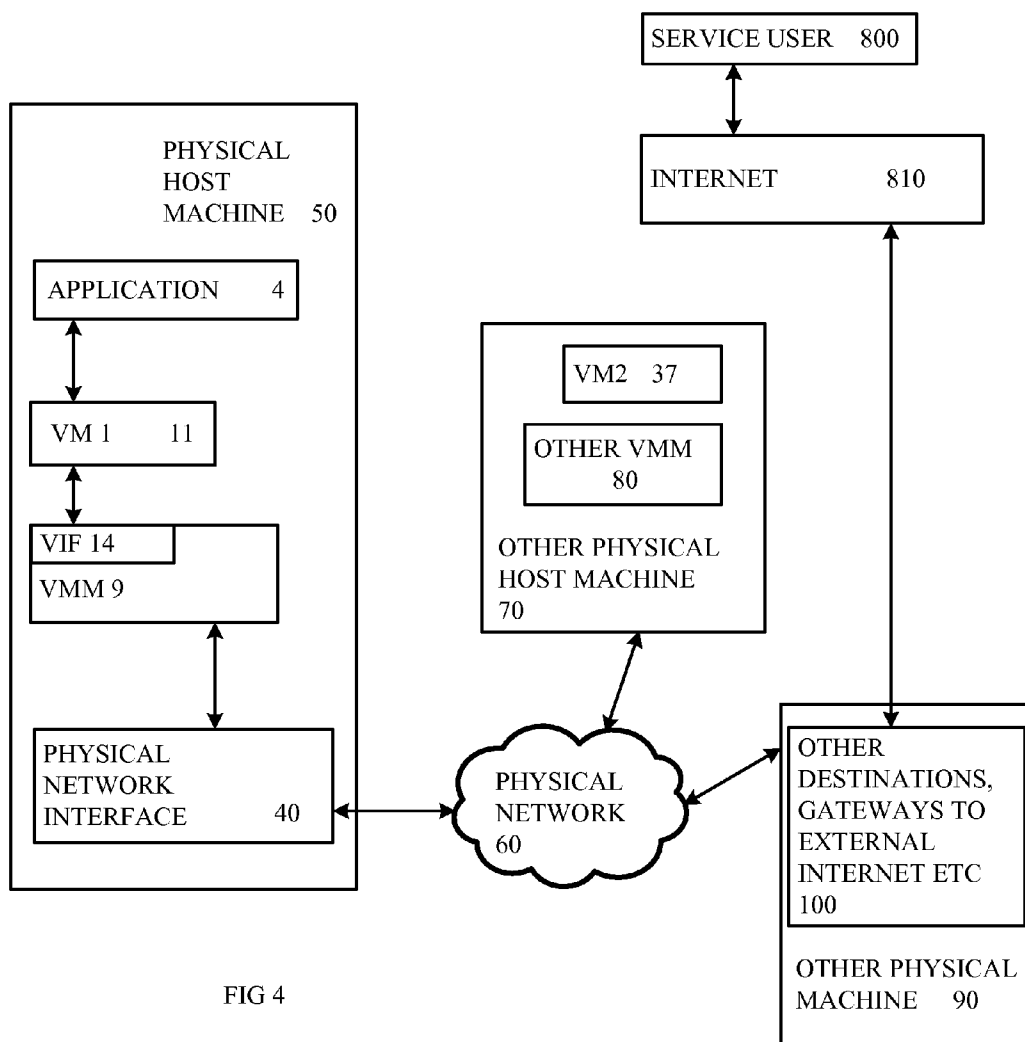 SERVICE USER 800
INTERNET 810
PHYSICAL
HOST
MACHINE 50
APPLICATION 4
VM 1 11
VIF 14
VMM 9
PHYSICAL
NETWORK
INTERFACE 40
VM2 37
OTHER VMM
80
OTHER PHYSICAL
HOST MACHINE
70
PHYSICAL
NETWORK
60
OTHER
DESTINATIONS,
GATEWAYS TO
EXTERNAL
INTERNET ETC
100
OTHER PHYSICAL
MACHINE 90
FIG 4